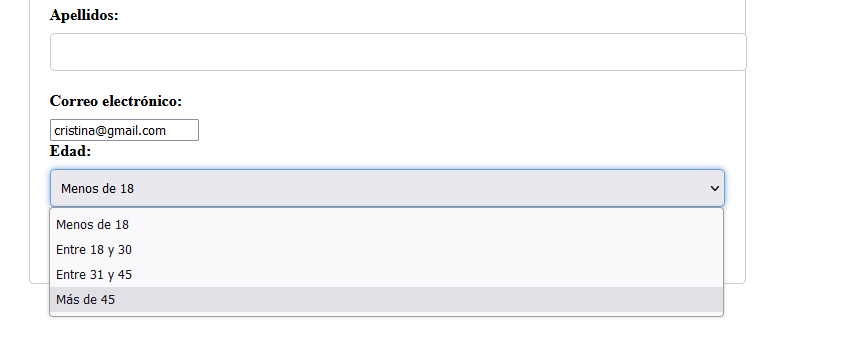 Apellidos:
Correo electrónico:
cristina@gmail.com
Edad:
Menos de 18
Menos de 18
Entre 18 y 30
Entre 31 y 45
Más de 45